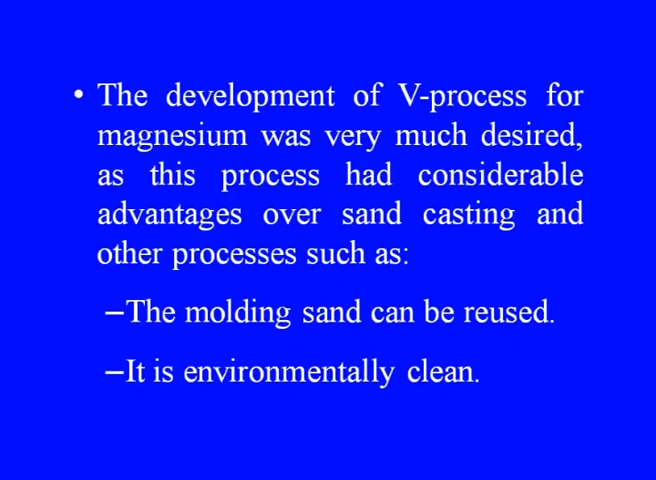 • The development of V-process for
magnesium was very much desired,
as this process had considerable
advantages over sand casting and
other processes such as:
–The molding sand can be reused.
–It is environmentally clean.